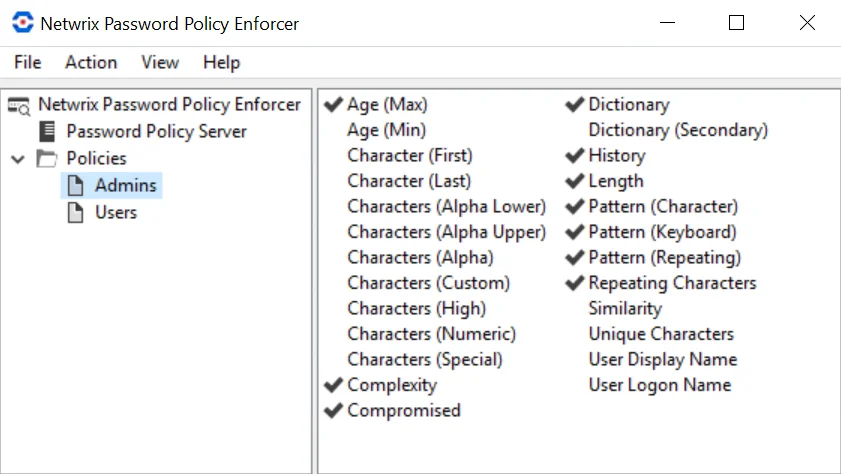 Netwrix Password Policy Enforcer
File Action View Help
Netwrix Password Policy Enforcer
Password Policy Server
Policies
Admins
Users
Age (Max)
Age (Min)
Character (First)
Character (Last)
Characters (Alpha Lower)
Characters (Alpha Upper)
Characters (Alpha)
Characters (Custom)
Characters (High)
Characters (Numeric)
Characters (Special)
Complexity
Compromised
Dictionary
Dictionary (Secondary)
History
Length
Pattern (Character)
Pattern (Keyboard)
Pattern (Repeating)
Repeating Characters
Similarity
Unique Characters
User Display Name
User Logon Name